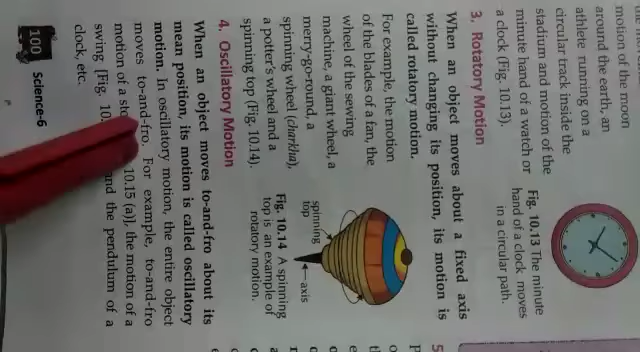 motion of the moon
around the earth, an
athlete running on a
circular track inside the
stadium and motion of the
minute hand of a watch or
a clock (Fig. 10.13).
Fig. 10.13 The minute
hand of a clock moves
in a circular path.
3. Rotatory Motion
When an object moves about a fixed axis
without changing its position, its motion is
called rotatory motion.
For example, the motion
of the blades of a fan, the
wheel of the sewing
machine, a giant wheel, a
merry-go-round, a
spinning wheel (charkha),
a potter's wheel and a
spinning top (Fig. 10.14).
spinning
top
axis
Fig. 10.14 A spinning
top is an example of
rotatory motion.
4. Oscillatory Motion
When an object moves to-and-fro about its
mean position, its motion is called oscillatory
motion. In oscillatory motion, the entire object
moves to-and-fro. For example, to-and-fro
motion of a 10.15 (a)], the motion of a
swing [Fig. and the pendulum of a
clock, etc.
100 Science-6
5